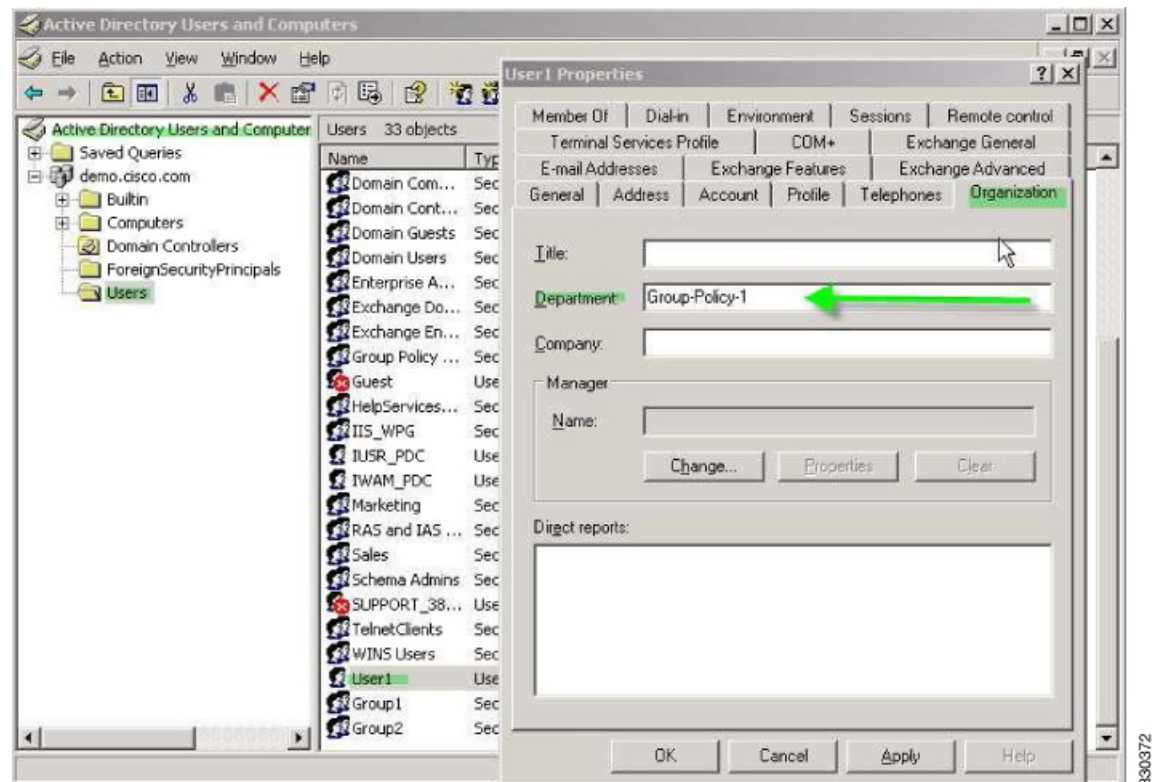 Active Directory Users and Computers
File Action View Window Help
Active Directory Users and Computer
Saved Queries
demo.cisco.com
Builtin
Computers
Domain Controllers
ForeignSecurityPrincipals
Users
Users 33 objects
Name Typ
Domain Com... Sec
Domain Cont... Sec
Domain Guests Sec
Domain Users Sec
Enterprise A... Sec
Exchange Do... Sec
Exchange En... Sec
Group Policy ... Sec
Guest Use
HelpServices... Sec
IIS_WPG Sec
IUSR_PDC Use
IWAM_PDC Use
Marketing Sec
RAS and IAS ... Sec
Sales Sec
Schema Admins Sec
SUPPORT_38... Use
TelnetClients Sec
WINS Users Sec
User1 Use
Group1 Sec
Group2 Sec
User1 Properties
Member Of Dial-in Environment Sessions Remote control
Terminal Services Profile COM+ Exchange General
E-mail Addresses Exchange Features Exchange Advanced
General Address Account Profile Telephones Organization
Title:
Department: Group-Policy-1
Company:
Manager
Name:
Change... Properties Clear
Direct reports:
OK Cancel Apply Help
330372